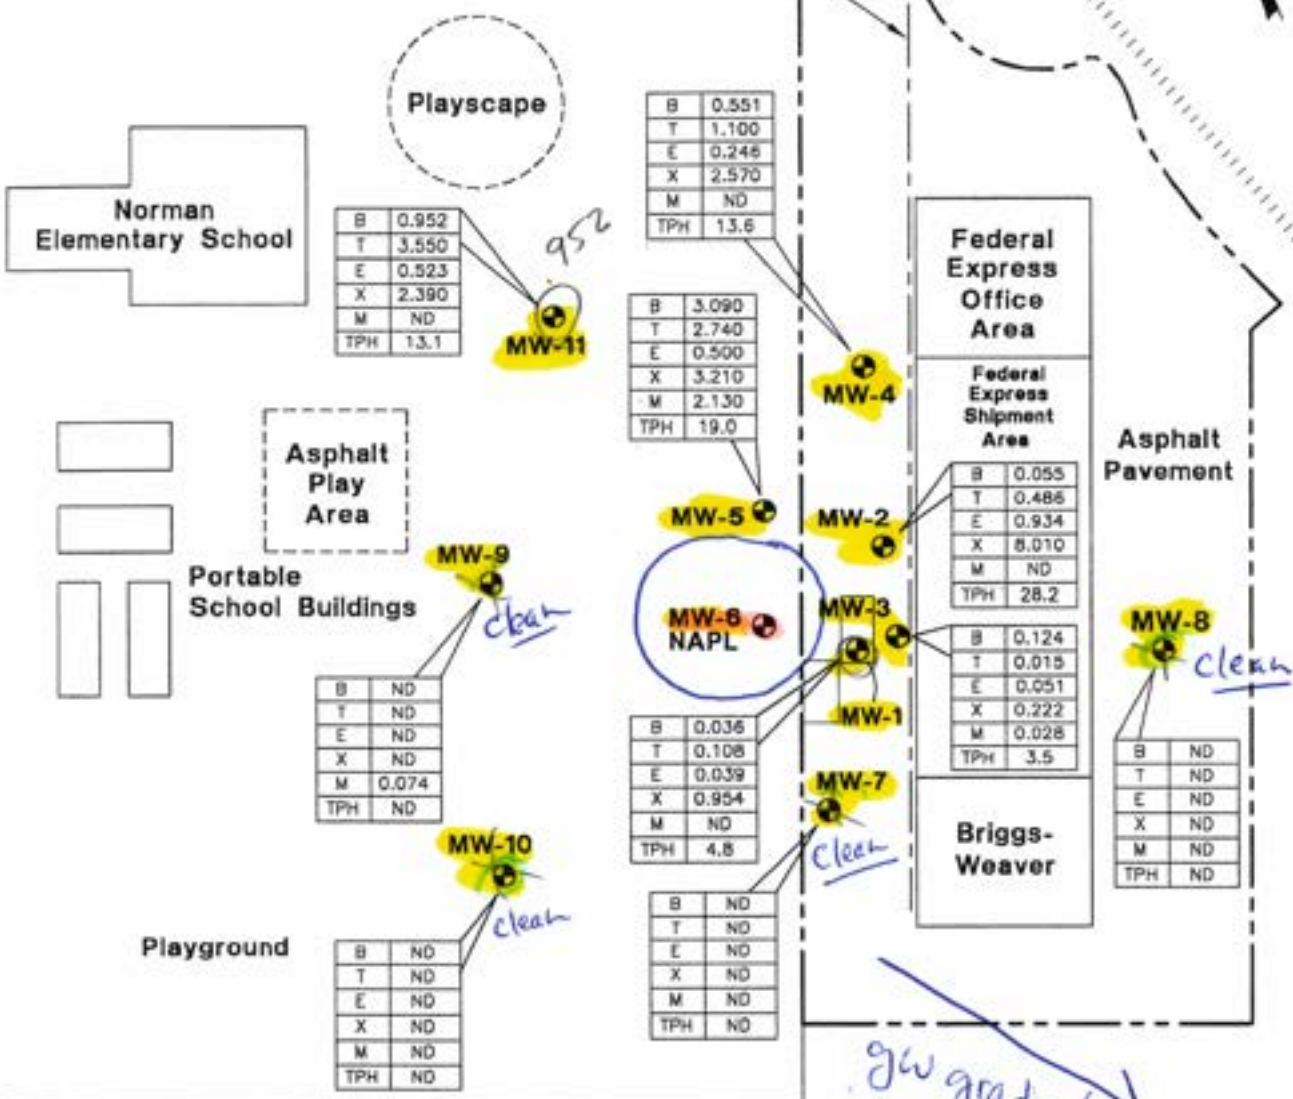 Playscape
Norman
Elementary School
B 0.952
T 3.550
E 0.523
X 2.390
M ND
TPH 13.1
.952
MW-11
B 0.551
T 1.100
E 0.246
X 2.570
M ND
TPH 13.6
MW-4
B 3.090
T 2.740
E 0.500
X 3.210
M 2.130
TPH 19.0
MW-5
Federal
Express
Office
Area
Federal
Express
Shipment
Area
Asphalt
Pavement
MW-2
B 0.055
T 0.486
E 0.934
X 8.010
M ND
TPH 28.2
Asphalt
Play
Area
Portable
School Buildings
MW-9
clean
B ND
T ND
E ND
X ND
M 0.074
TPH ND
MW-6
NAPL
MW-3
B 0.124
T 0.015
E 0.051
X 0.222
M 0.028
TPH 3.5
MW-1
B 0.036
T 0.108
E 0.039
X 0.954
M ND
TPH 4.8
MW-8
clean
B ND
T ND
E ND
X ND
M ND
TPH ND
MW-7
clean
B ND
T ND
E ND
X ND
M ND
TPH ND
Briggs-
Weaver
MW-10
clean
B ND
T ND
E ND
X ND
M ND
TPH ND
Playground
gw